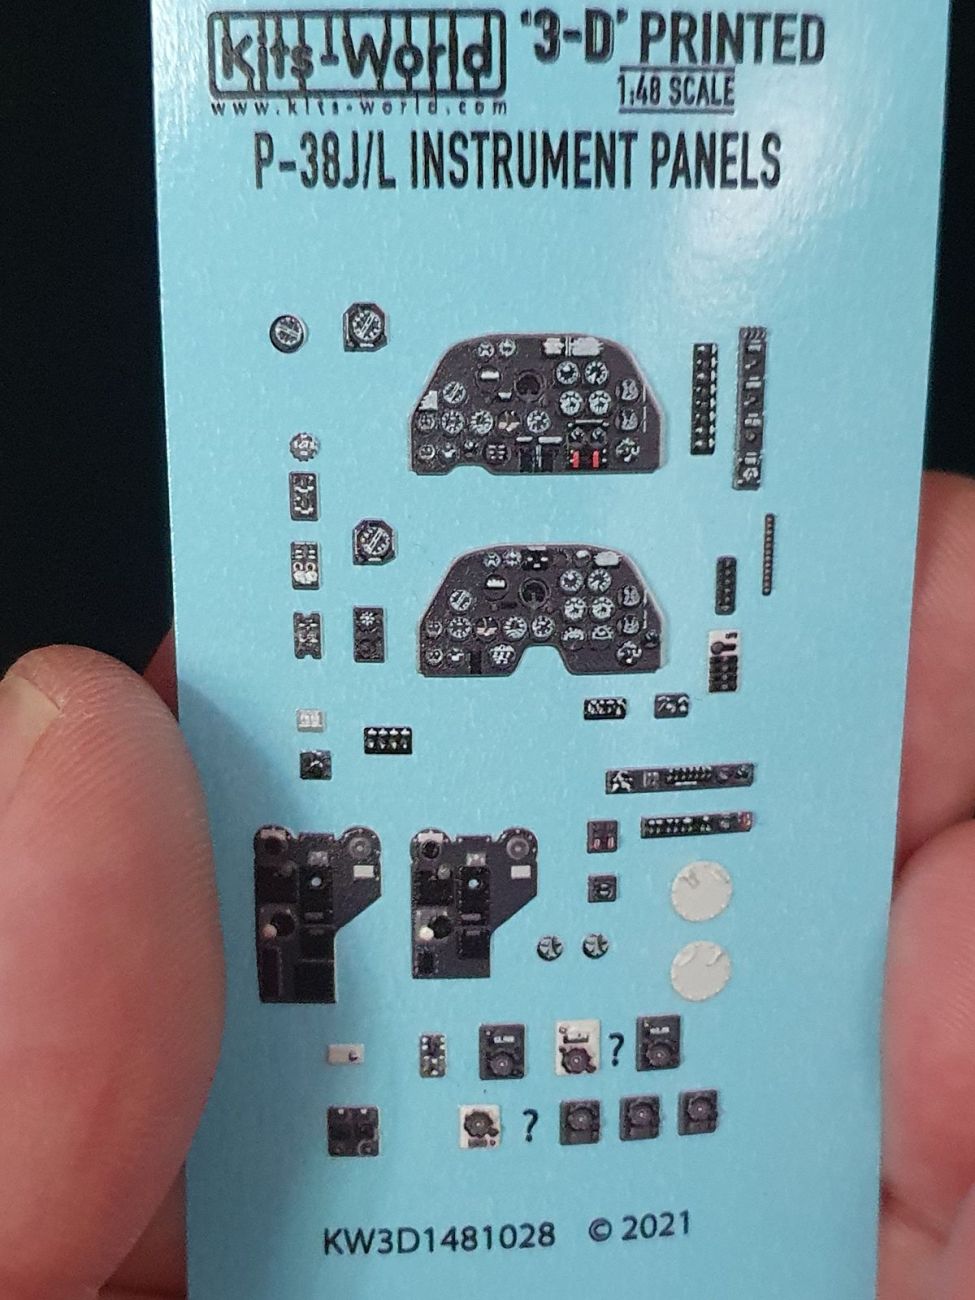 Kits-World '3-D' PRINTED
www.kits-world.com 1:48 SCALE
P-38J/L INSTRUMENT PANELS
?
?
KW3D1481028 © 2021